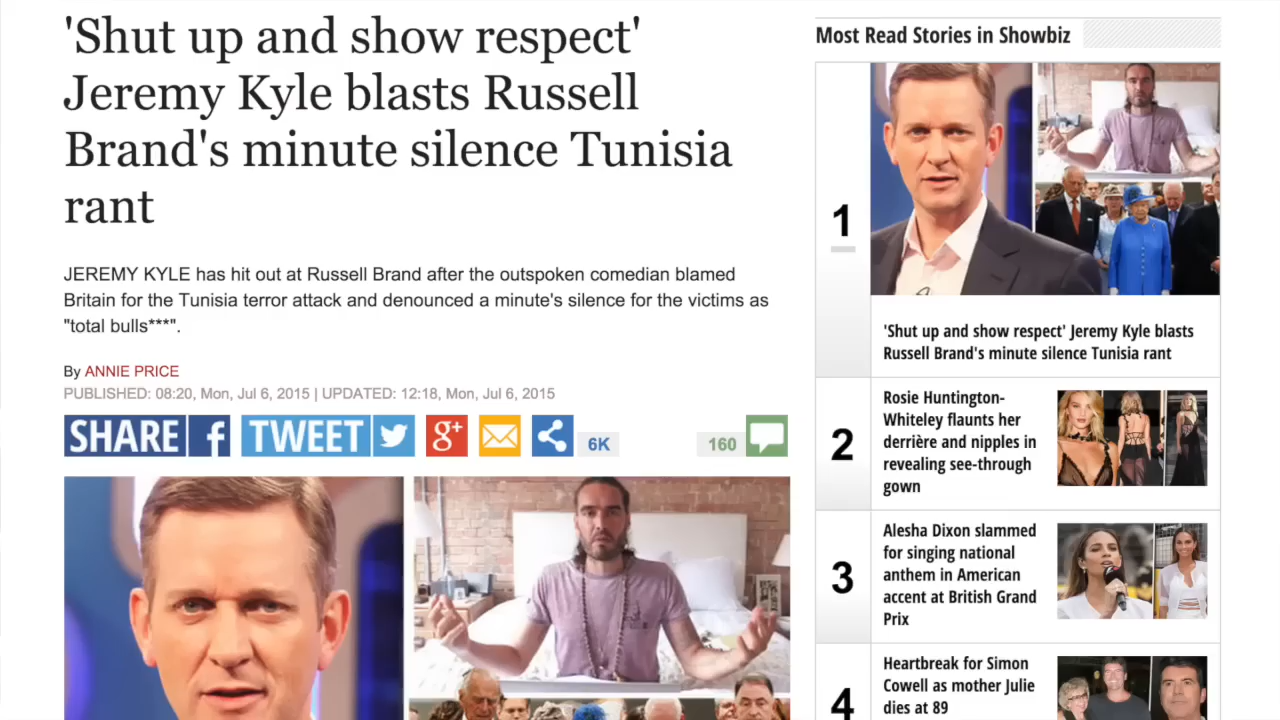 'Shut up and show respect'
Jeremy Kyle blasts Russell
Brand's minute silence Tunisia
rant
JEREMY KYLE has hit out at Russell Brand after the outspoken comedian blamed
Britain for the Tunisia terror attack and denounced a minute's silence for the victims as
"total bulls***".
By ANNIE PRICE
PUBLISHED: 08:20, Mon, Jul 6, 2015 | UPDATED: 12:18, Mon, Jul 6, 2015
SHARE f TWEET g+ 6K 160
Most Read Stories in Showbiz
1
'Shut up and show respect' Jeremy Kyle blasts
Russell Brand's minute silence Tunisia rant
2
Rosie Huntington-
Whiteley flaunts her
derrière and nipples in
revealing see-through
gown
3
Alesha Dixon slammed
for singing national
anthem in American
accent at British Grand
Prix
4
Heartbreak for Simon
Cowell as mother Julie
dies at 89